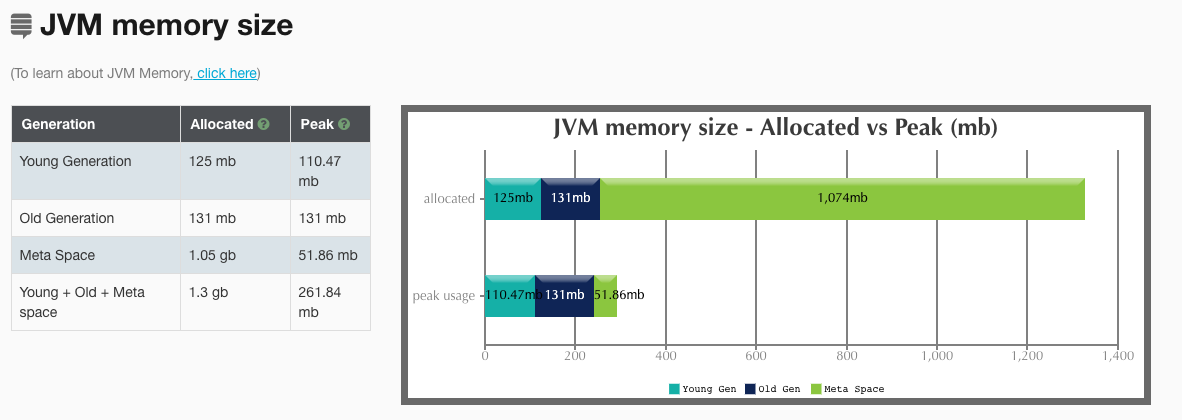 JVM memory size
(To learn about JVM Memory, click here)
Generation Allocated ? Peak ?
Young Generation 125 mb 110.47
mb
Old Generation 131 mb 131 mb
Meta Space 1.05 gb 51.86 mb
Young + Old + Meta 1.3 gb 261.84
space mb
JVM memory size - Allocated vs Peak (mb)
allocated 125mb 131mb 1,074mb
peak usage 110.47mb 131mb 51.86mb
0 200 400 600 800 1,000 1,200 1,400
Young Gen Old Gen Meta Space